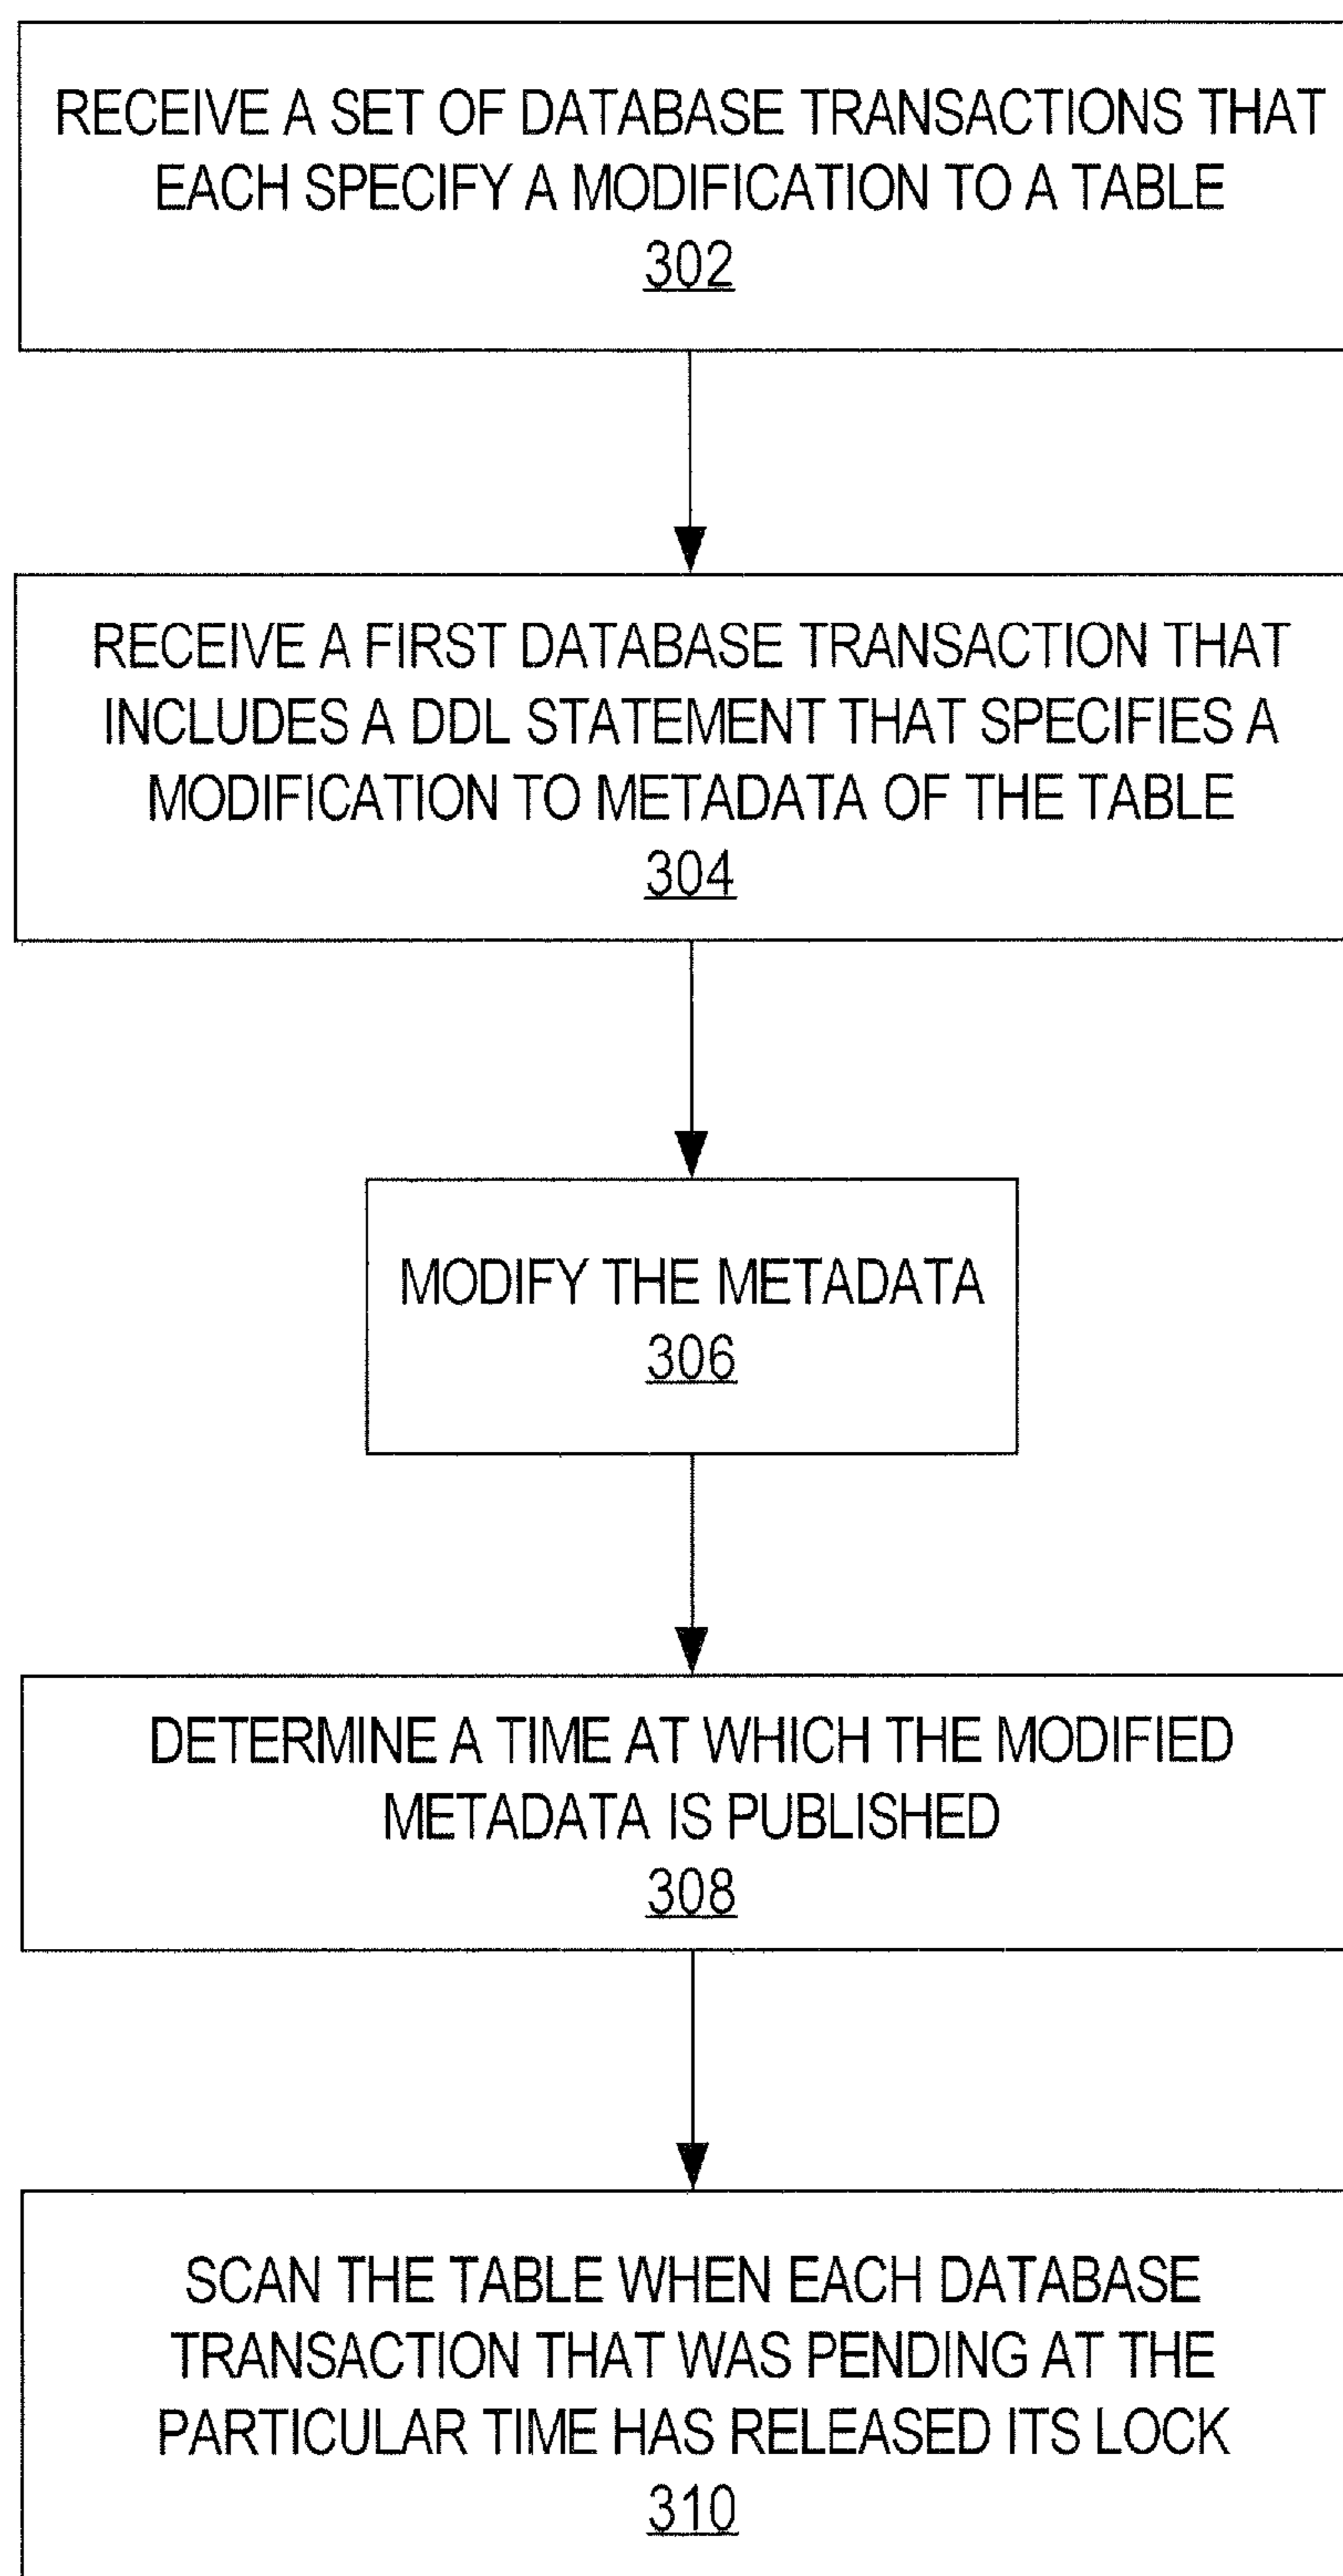 RECEIVE A SET OF DATABASE TRANSACTIONS THAT
EACH SPECIFY A MODIFICATION TO A TABLE
302
RECEIVE A FIRST DATABASE TRANSACTION THAT
INCLUDES A DDL STATEMENT THAT SPECIFIES A
MODIFICATION TO METADATA OF THE TABLE
304
MODIFY THE METADATA
306
DETERMINE A TIME AT WHICH THE MODIFIED
METADATA IS PUBLISHED
308
SCAN THE TABLE WHEN EACH DATABASE
TRANSACTION THAT WAS PENDING AT THE
PARTICULAR TIME HAS RELEASED ITS LOCK
310